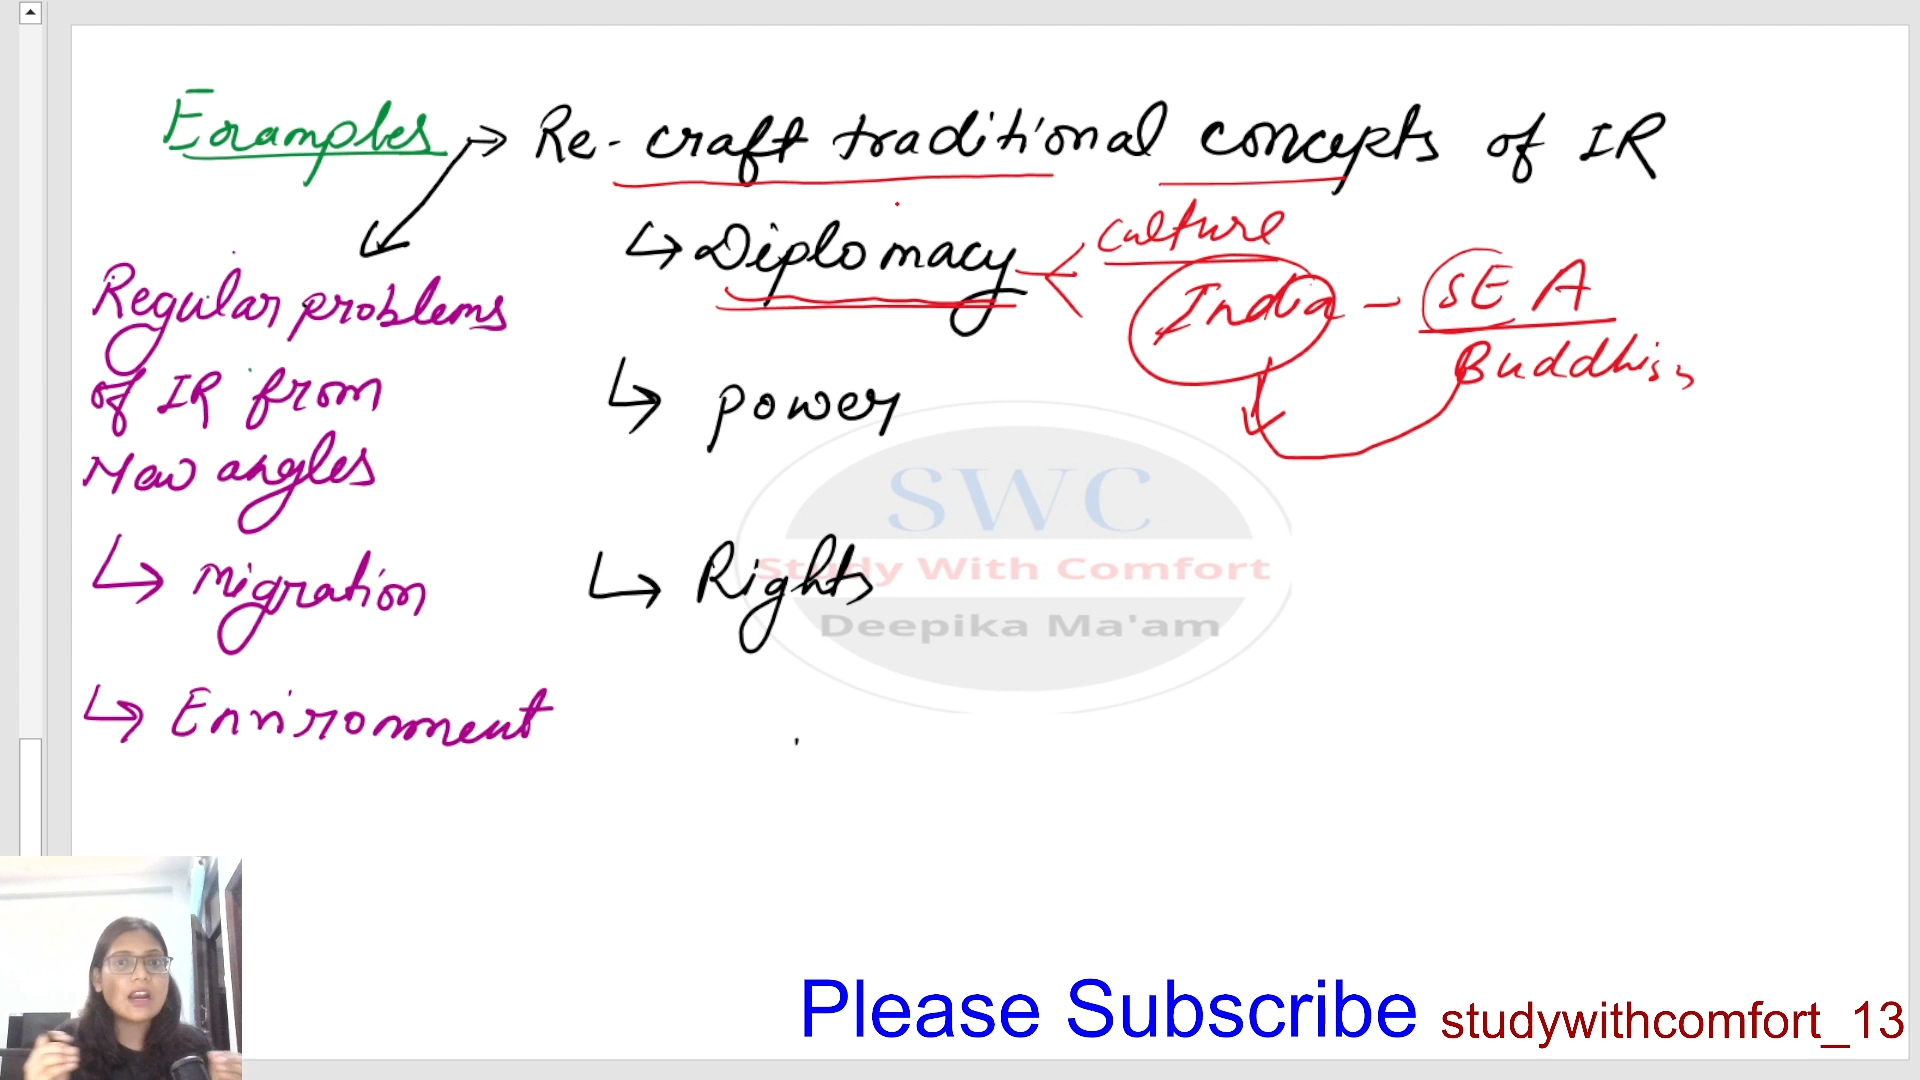 Examples → Re-craft traditional concepts of IR
↳ Diplomacy
culture
India - SEA
Buddhism
Regular problems
of IR from
New angles
↳ power
↳ migration
↳ Rights
↳ Environment
SWC
Study With Comfort
Deepika Ma'am
Please Subscribe studywithcomfort_13